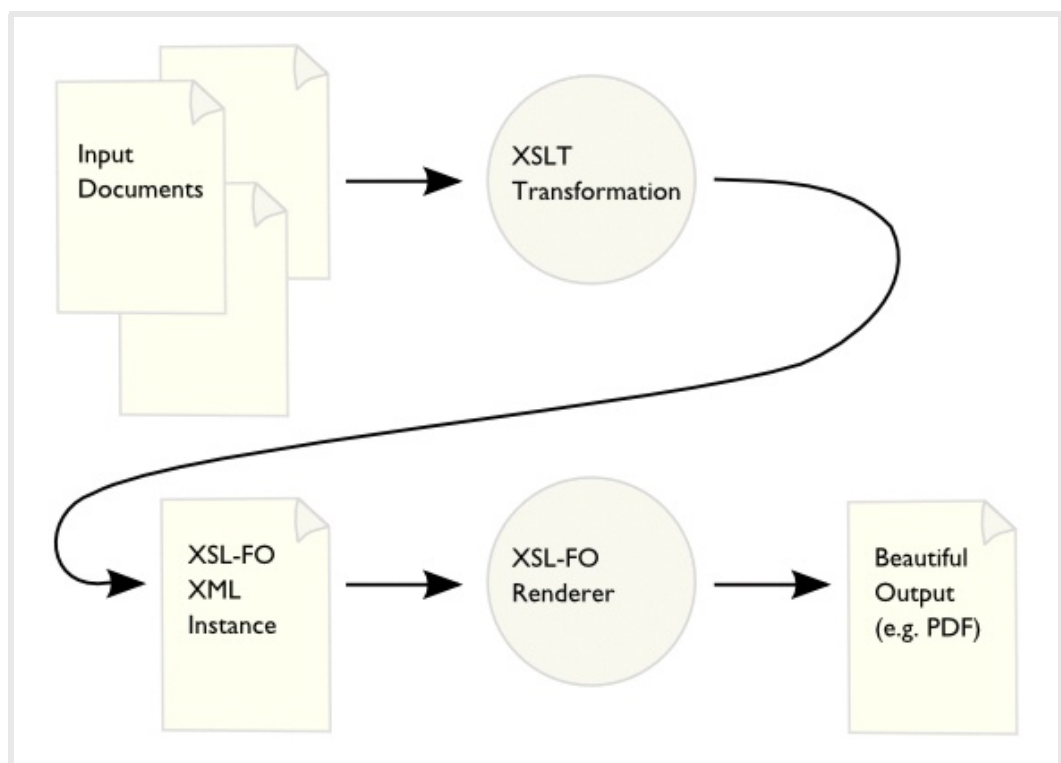 Input
Documents
XSLT
Transformation
XSL-FO
XML
Instance
XSL-FO
Renderer
Beautiful
Output
(e.g. PDF)